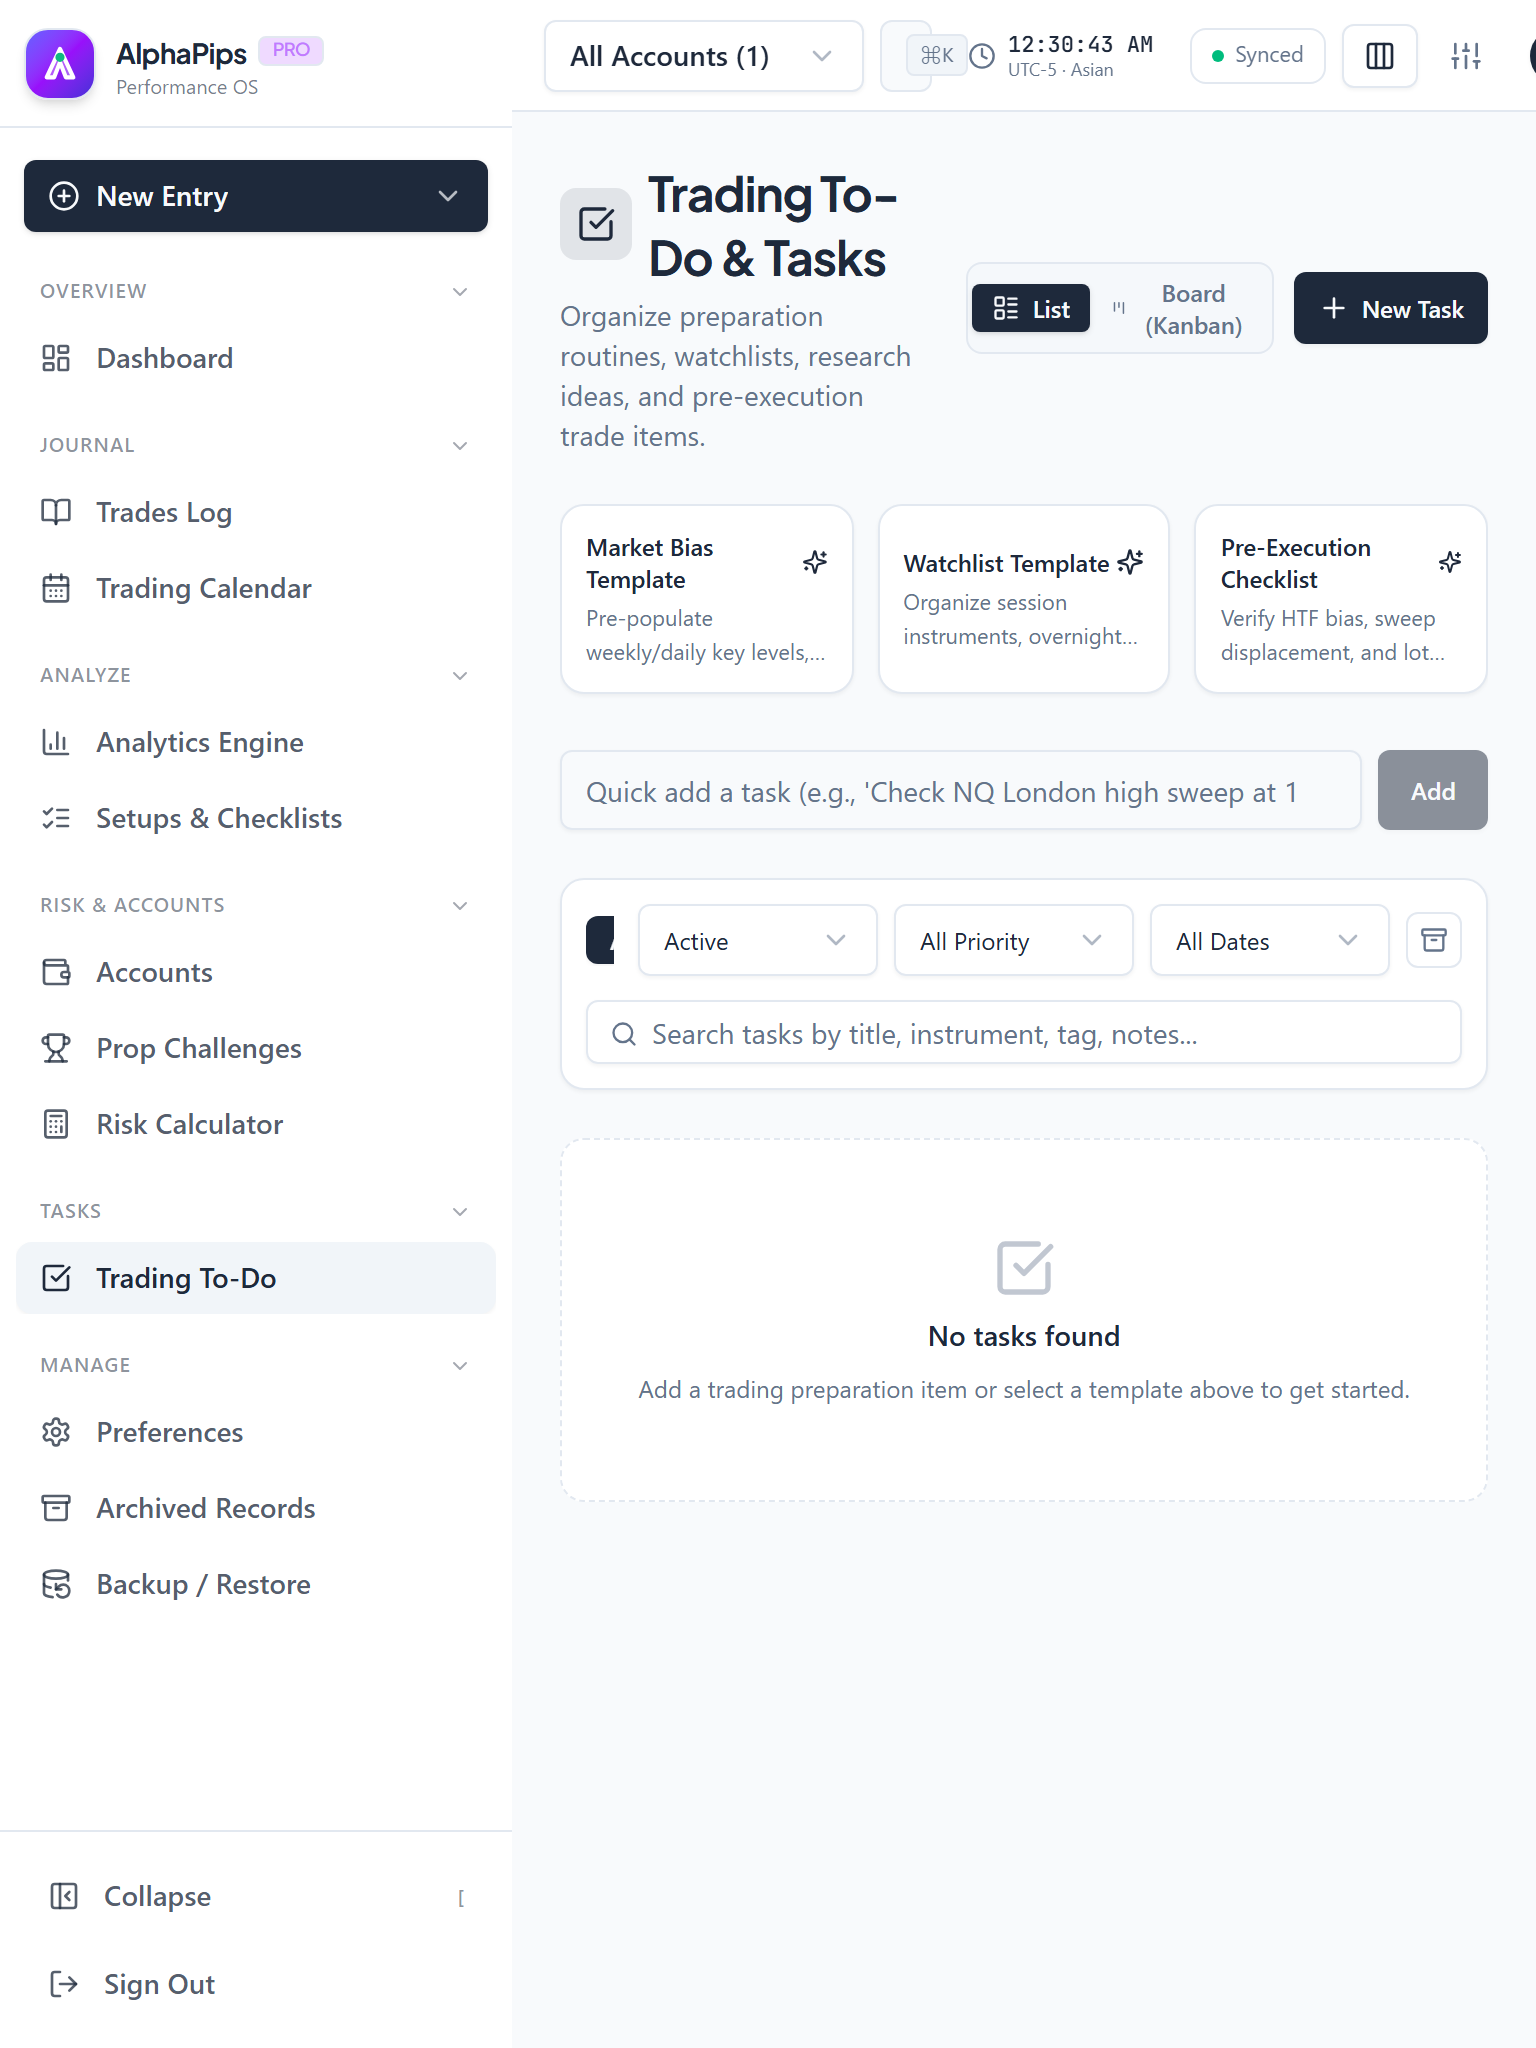 AlphaPips PRO
Performance OS
New Entry
OVERVIEW
Dashboard
JOURNAL
Trades Log
Trading Calendar
ANALYZE
Analytics Engine
Setups & Checklists
RISK & ACCOUNTS
Accounts
Prop Challenges
Risk Calculator
TASKS
Trading To-Do
MANAGE
Preferences
Archived Records
Backup / Restore
Collapse [
Sign Out
All Accounts (1)
⌘K
12:30:43 AM
UTC-5 · Asian
Synced
Trading To-
Do & Tasks
Organize preparation
routines, watchlists, research
ideas, and pre-execution
trade items.
List
Board
(Kanban)
New Task
Market Bias
Template
Pre-populate
weekly/daily key levels,...
Watchlist Template
Organize session
instruments, overnight...
Pre-Execution
Checklist
Verify HTF bias, sweep
displacement, and lot...
Quick add a task (e.g., 'Check NQ London high sweep at 1
Add
Active
All Priority
All Dates
Search tasks by title, instrument, tag, notes...
No tasks found
Add a trading preparation item or select a template above to get started.